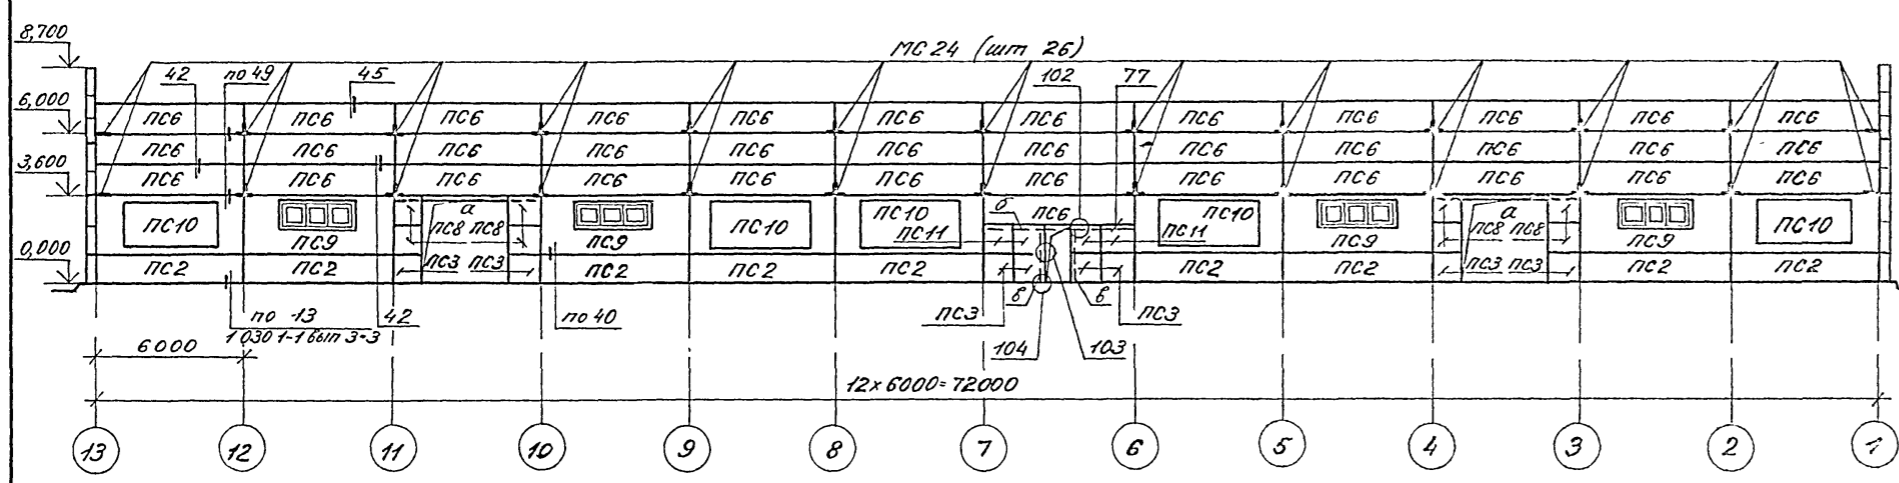 8,700
МС 24 (шт 26)
42 по 49 45 102 77
6,000
ПС6 ПС6 ПС6 ПС6 ПС6 ПС6 ПС6 ПС6 ПС6 ПС6 ПС6 ПС6
ПС6 ПС6 ПС6 ПС6 ПС6 ПС6 ПС6 ПС6 ПС6 ПС6 ПС6 ПС6
3,600
ПС6 ПС6 ПС6 ПС6 ПС6 ПС6 ПС6 ПС6 ПС6 ПС6 ПС6 ПС6
а б а
ПС10 ПС6 ПС10
ПС10 ПС8 ПС8 ПС10 ПС11 ПС11 ПС8 ПС8 ПС10
ПС9 ПС9 ПС9 ПС9
0,000
ПС2 ПС2 ПС3 ПС3 ПС2 ПС2 ПС2 ПС2 ПС2 ПС3 ПС3 ПС2 ПС2
в в
по 13 42 по 40 ПС3 ПС3
1 030 1-1 вып 3-3
6000 104 103
12х6000=72000
13 12 11 10 9 8 7 6 5 4 3 2 1